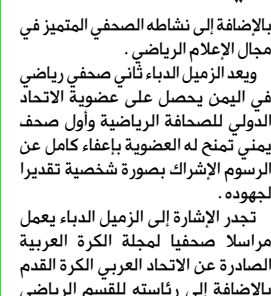 بالإضافة إلى نشاطه الصحفي المتميز في
مجال الإعلام الرياضي .
ويعد الزميل الدباء ثاني صحفي رياضي
في اليمن يحصل على عضوية الاتحاد
الدولي للصحافة الرياضية وأول صحف
يمني تمنح له العضوية بإعفاء كامل عن
الرسوم الإشراك بصورة شخصية تقديرا
لجهوده .
تجدر الإشارة إلى الزميل الدباء يعمل
مراسلا صحفيا لمجلة الكرة العربية
الصادرة عن الاتحاد العربي الكرة القدم
بالإضافة إلى رئاسته للقسم الرياضي